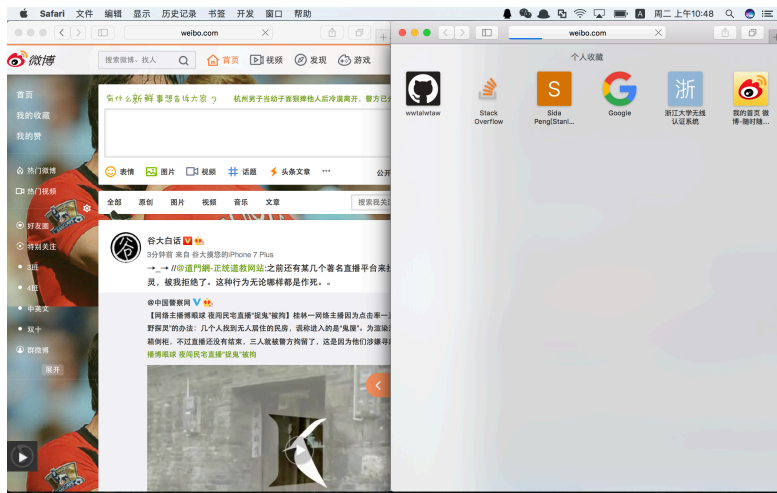 Safari 文件 编辑 显示 历史记录 书签 开发 窗口 帮助
周二 上午10:48
weibo.com
weibo.com
微博
搜索微博、找人
首页 视频 发现 游戏
首页
我的收藏
我的赞
热门微博
热门视频
好友圈
特别关注
3班
4班
中英文
双十
群微博
展开
有什么新鲜事想告诉大家？
杭州男子当幼子面狠掸他人后冷漠离开，警方已
表情 图片 视频 话题 头条文章 ···
公开
全部 原创 图片 视频 音乐 文章
搜索我关注
谷
谷大白话
3分钟前 来自 谷大摸您的iPhone 7 Plus
→_→ //@道門網-正统道教网站:之前还有某几个著名直播平台来找
灵，被我拒绝了。这种行为无论哪样都是作死。。
@中国警察网
【网络主播博眼球 夜闯民宅直播"捉鬼"被拘】桂林一网络主播因为点击率一
野探灵"的办法：几个人找到无人居住的民房，谎称进入的是"鬼屋"。为渲染
箱倒柜，不过直播还没有结束，三人就被警方拘留了，这是因为他们涉嫌寻
播博眼球 夜闯民宅直播"捉鬼"被拘
个人收藏
S
浙
wwtalwtaw
Stack
Overflow
Sida
Peng(Stanl...
Google
浙江大学无线
认证系统
我的首页 微
博-随时随...